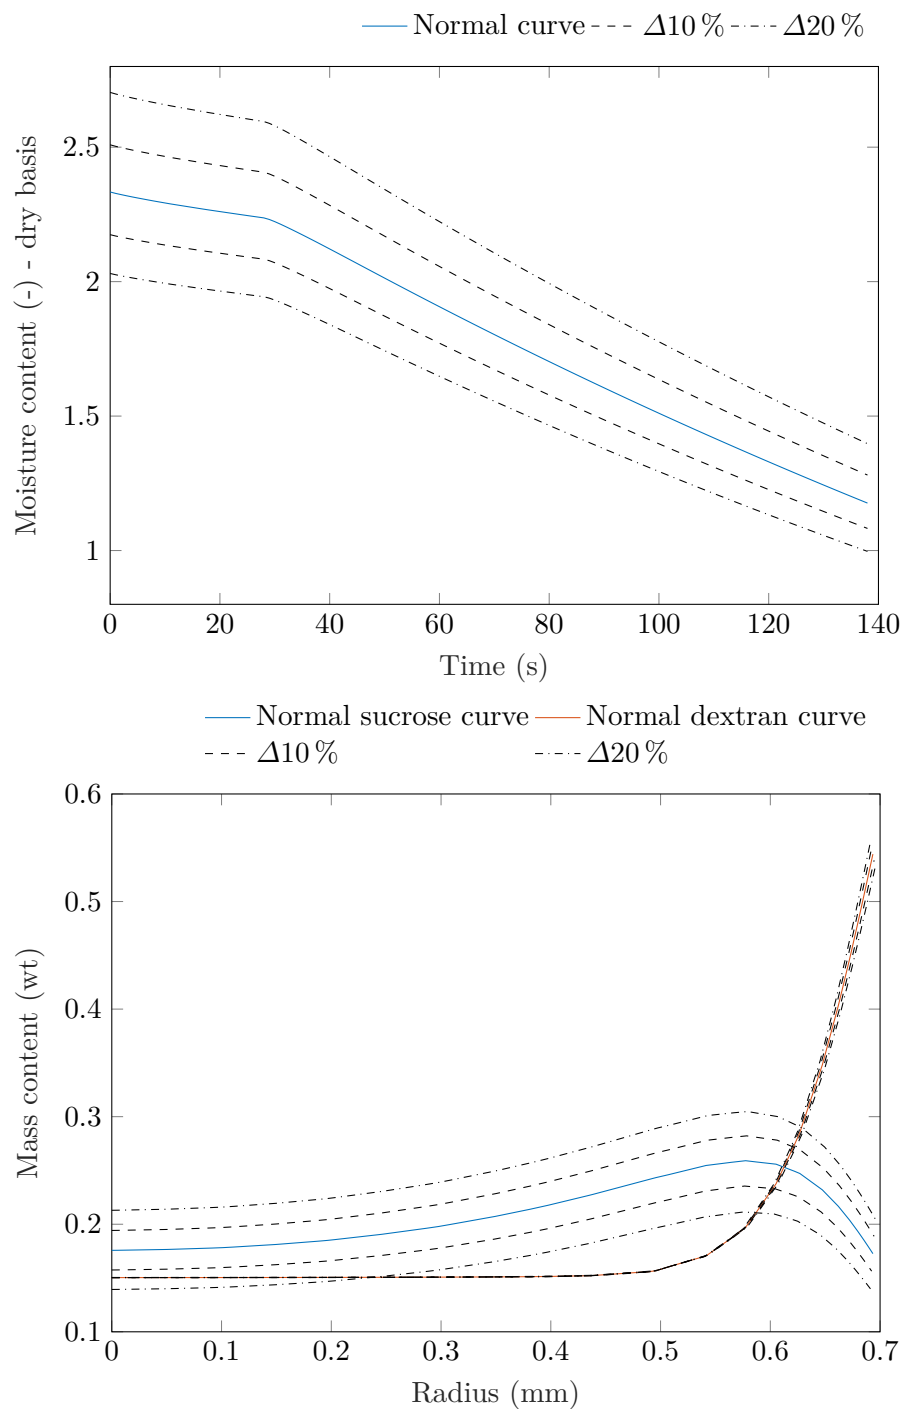 Normal curve Δ10 % Δ20 %
Moisture content (-) - dry basis
2.5
2
1.5
1
0 20 40 60 80 100 120 140
Time (s)
Normal sucrose curve Normal dextran curve
Δ10 % Δ20 %
Mass content (wt)
0.6
0.5
0.4
0.3
0.2
0.1
0 0.1 0.2 0.3 0.4 0.5 0.6 0.7
Radius (mm)